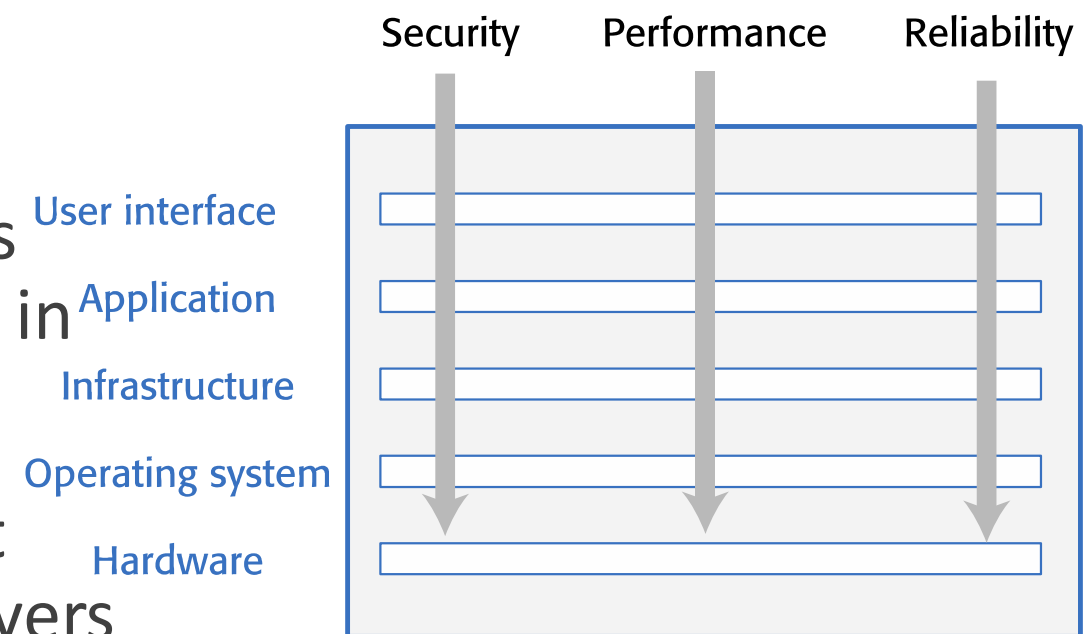 Security Performance Reliability
User interface
s
in Application
Infrastructure
Operating system
Hardware